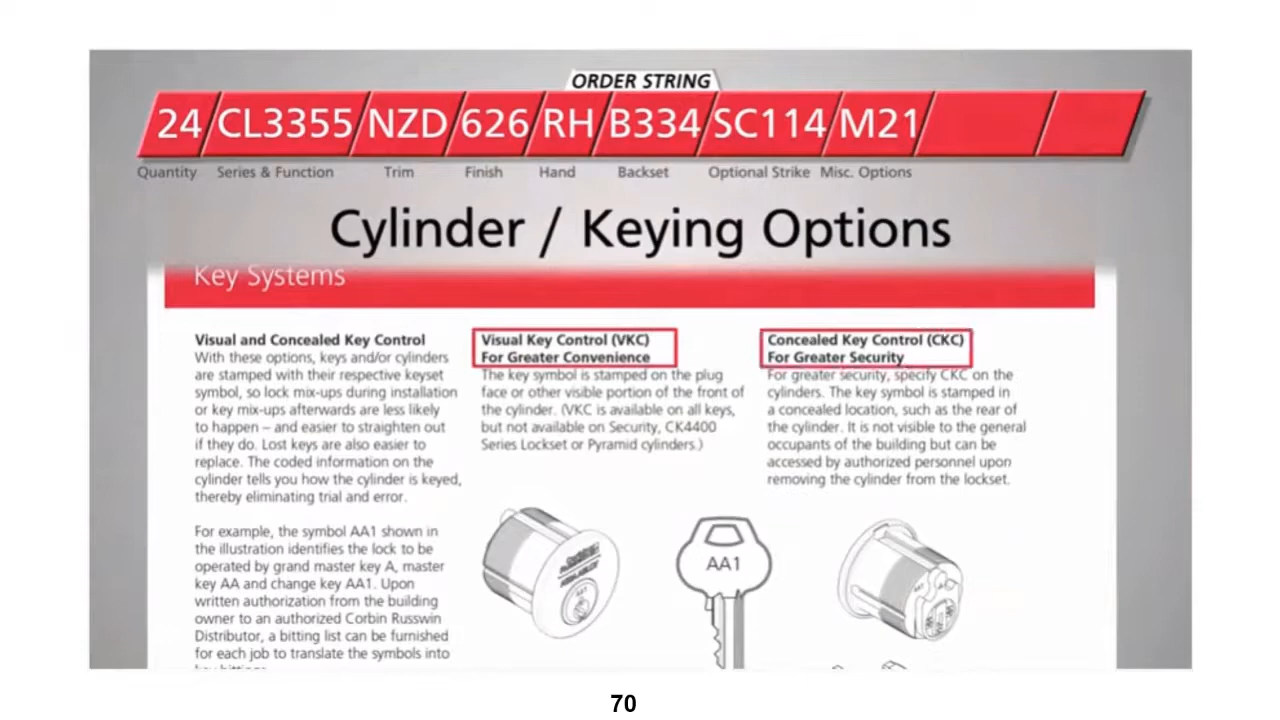 ORDER STRING
24 CL3355 NZD 626 RH B334 SC114 M21
Quantity Series & Function Trim Finish Hand Backset Optional Strike Misc. Options
Cylinder / Keying Options
Key Systems
Visual and Concealed Key Control
With these options, keys and/or cylinders
are stamped with their respective keyset
symbol, so lock mix-ups during installation
or key mix-ups afterwards are less likely
to happen – and easier to straighten out
if they do. Lost keys are also easier to
replace. The coded information on the
cylinder tells you how the cylinder is keyed,
thereby eliminating trial and error.
For example, the symbol AA1 shown in
the illustration identifies the lock to be
operated by grand master key A, master
key AA and change key AA1. Upon
written authorization from the building
owner to an authorized Corbin Russwin
Distributor, a bitting list can be furnished
for each job to translate the symbols into
Visual Key Control (VKC)
For Greater Convenience
The key symbol is stamped on the plug
face or other visible portion of the front of
the cylinder. (VKC is available on all keys,
but not available on Security, CK4400
Series Lockset or Pyramid cylinders.)
Concealed Key Control (CKC)
For Greater Security
For greater security, specify CKC on the
cylinders. The key symbol is stamped in
a concealed location, such as the rear of
the cylinder. It is not visible to the general
occupants of the building but can be
accessed by authorized personnel upon
removing the cylinder from the lockset.
AA1
70